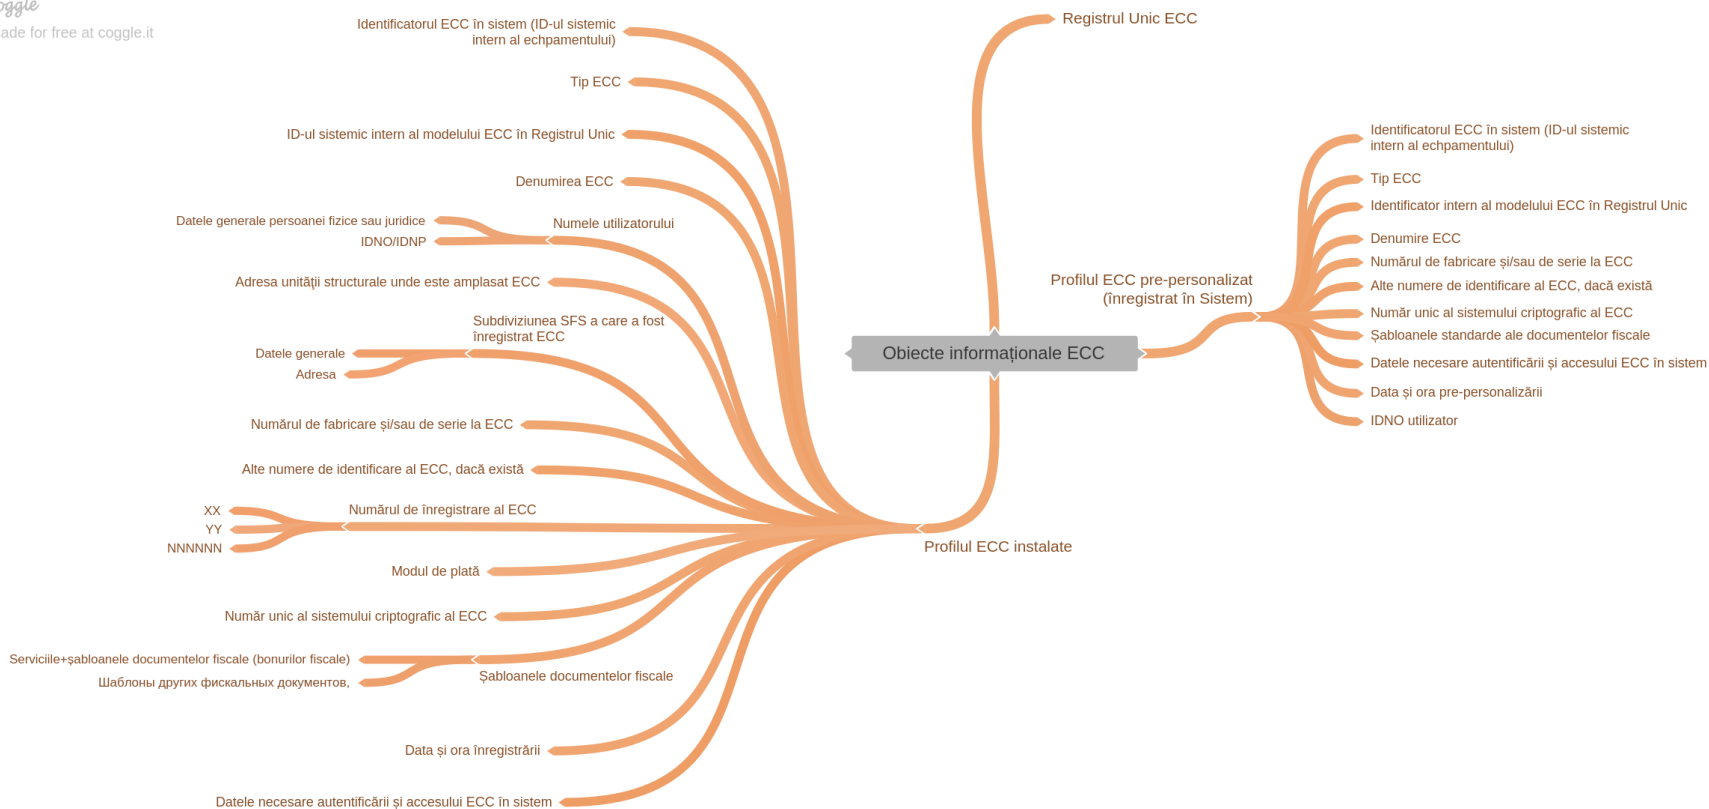 oggle
ade for free at coggle.it
Registrul Unic ECC
Identificatorul ECC în sistem (ID-ul sistemic
intern al echpamentului)
Tip ECC
ID-ul sistemic intern al modelului ECC în Registrul Unic
Denumirea ECC
Numele utilizatorului
Datele generale persoanei fizice sau juridice
IDNO/IDNP
Adresa unităţii structurale unde este amplasat ECC
Subdiviziunea SFS a care a fost
înregistrat ECC
Datele generale
Adresa
Numărul de fabricare și/sau de serie la ECC
Alte numere de identificare al ECC, dacă există
Numărul de înregistrare al ECC
XX
YY
NNNNNN
Modul de plată
Număr unic al sistemului criptografic al ECC
Serviciile+șabloanele documentelor fiscale (bonurilor fiscale)
Шаблоны других фискальных документов,
Șabloanele documentelor fiscale
Data și ora înregistrării
Datele necesare autentificării și accesului ECC în sistem
Profilul ECC instalate
Obiecte informaționale ECC
Profilul ECC pre-personalizat
(înregistrat în Sistem)
Identificatorul ECC în sistem (ID-ul sistemic
intern al echpamentului)
Tip ECC
Identificator intern al modelului ECC în Registrul Unic
Denumire ECC
Numărul de fabricare și/sau de serie la ECC
Alte numere de identificare al ECC, dacă există
Număr unic al sistemului criptografic al ECC
Șabloanele standarde ale documentelor fiscale
Datele necesare autentificării și accesului ECC în sistem
Data și ora pre-personalizării
IDNO utilizator